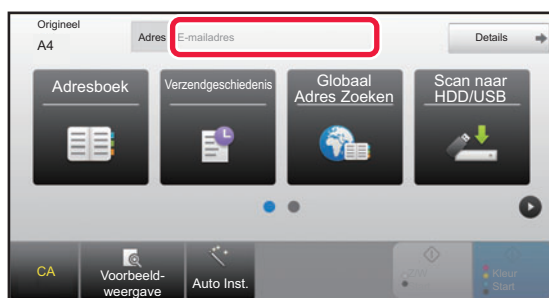 Origineel
A4
Adres
E-mailadres
Details
Adresboek
Verzendgeschiedenis
Globaal
Adres Zoeken
Scan naar
HDD/USB
CA
Voorbeeld-
weergave
Auto Inst.
Z/W
Start
Kleur
Start